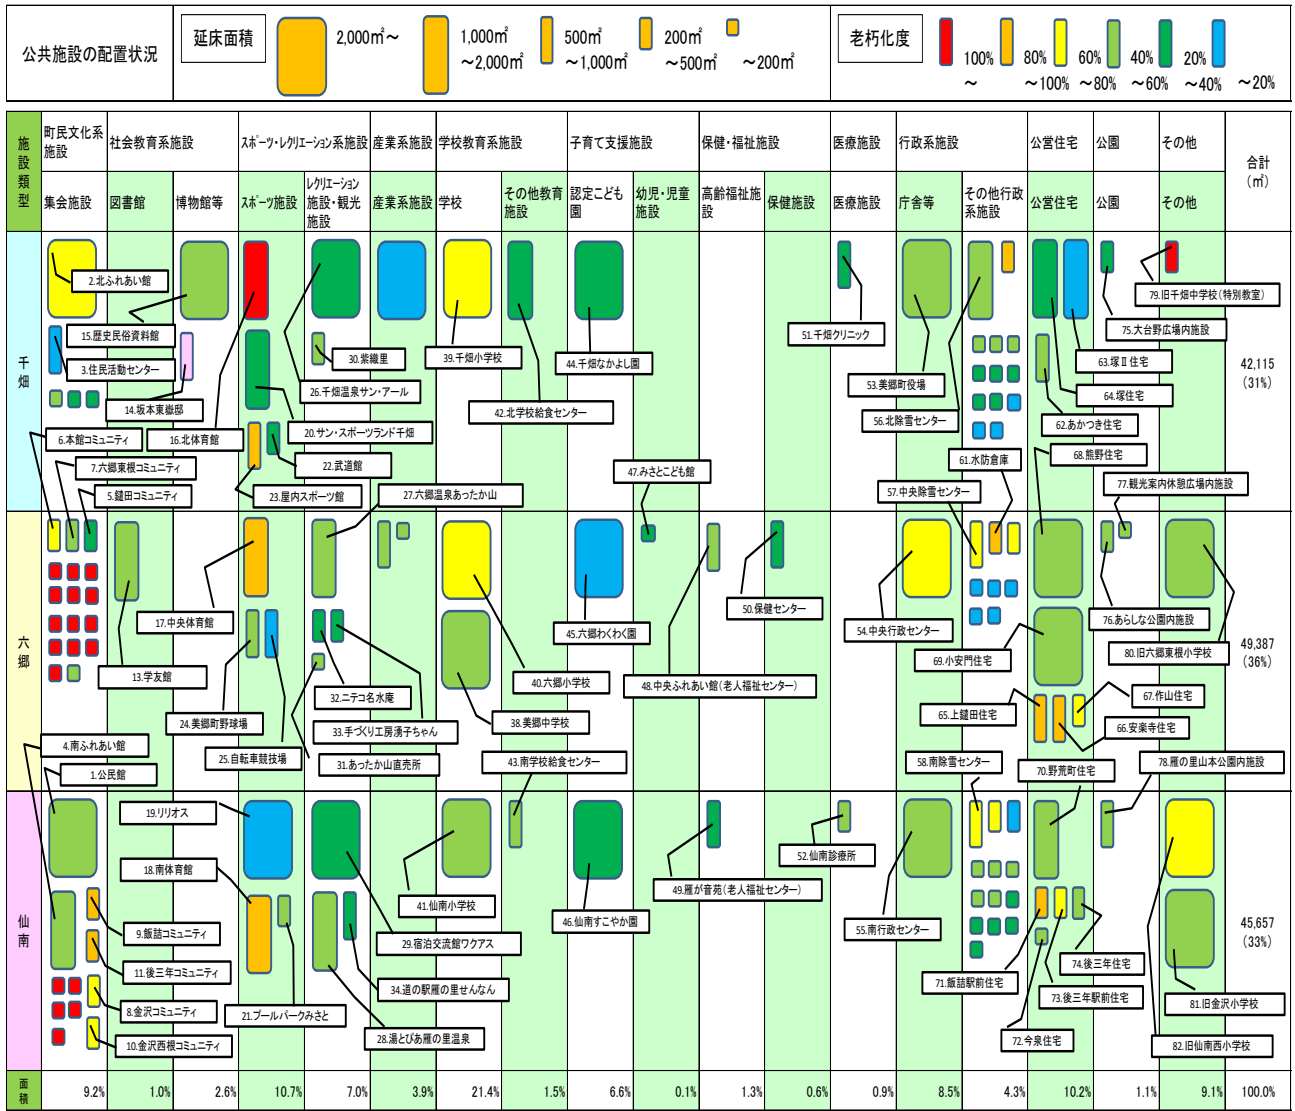 公共施設の配置状況
延床面積
2,000㎡～
1,000㎡
～2,000㎡
500㎡
～1,000㎡
200㎡
～500㎡
～200㎡
老朽化度
100%
～
80%
～100%
60%
～80%
40%
～60%
20%
～40%
～20%
施設類型
町民文化系施設
社会教育系施設
スポーツ・レクリエーション系施設
産業系施設
学校教育系施設
子育て支援施設
保健・福祉施設
医療施設
行政系施設
公営住宅
公園
その他
合計
（㎡）
集会施設
図書館
博物館等
スポーツ施設
レクリエーション施設・観光施設
産業系施設
学校
その他教育施設
認定こども園
幼児・児童施設
高齢福祉施設
保健施設
医療施設
庁舎等
その他行政系施設
公営住宅
公園
その他
千畑
2.北ふれあい館
15.歴史民俗資料館
3.住民活動センター
14.坂本東嶽邸
6.本館コミュニティ
16.北体育館
7.六郷東根コミュニティ
5.鑓田コミュニティ
30.紫織里
26.千畑温泉サン・アール
20.サン・スポーツランド千畑
22.武道館
23.屋内スポーツ館
27.六郷温泉あったか山
39.千畑小学校
42.北学校給食センター
44.千畑なかよし園
47.みさとこども館
51.千畑クリニック
53.美郷町役場
56.北除雪センター
61.水防倉庫
57.中央除雪センター
79.旧千畑中学校（特別教室）
75.大台野広場内施設
63.塚Ⅱ住宅
64.塚住宅
62.あかつき住宅
68.熊野住宅
77.観光案内休憩広場内施設
42,115
（31%）
六郷
17.中央体育館
13.学友館
24.美郷町野球場
25.自転車競技場
32.ニテコ名水庵
33.手づくり工房湧子ちゃん
31.あったか山直売所
40.六郷小学校
38.美郷中学校
43.南学校給食センター
45.六郷わくわく園
48.中央ふれあい館（老人福祉センター）
50.保健センター
54.中央行政センター
69.小安門住宅
65.上鑓田住宅
58.南除雪センター
70.野荒町住宅
76.あらしな公園内施設
80.旧六郷東根小学校
67.作山住宅
66.安楽寺住宅
78.雁の里山本公園内施設
49,387
（36%）
4.南ふれあい館
1.公民館
仙南
19.リリオス
18.南体育館
9.飯詰コミュニティ
11.後三年コミュニティ
8.金沢コミュニティ
10.金沢西根コミュニティ
21.プールパークみさと
41.仙南小学校
29.宿泊交流館ワクアス
34.道の駅雁の里せんなん
28.湯とぴあ雁の里温泉
46.仙南すこやか園
49.雁が音苑（老人福祉センター）
52.仙南診療所
55.南行政センター
71.飯詰駅前住宅
74.後三年住宅
73.後三年駅前住宅
72.今泉住宅
81.旧金沢小学校
82.旧仙南西小学校
45,657
（33%）
面積
9.2%
1.0%
2.6%
10.7%
7.0%
3.9%
21.4%
1.5%
6.6%
0.1%
1.3%
0.6%
0.9%
8.5%
4.3%
10.2%
1.1%
9.1%
100.0%